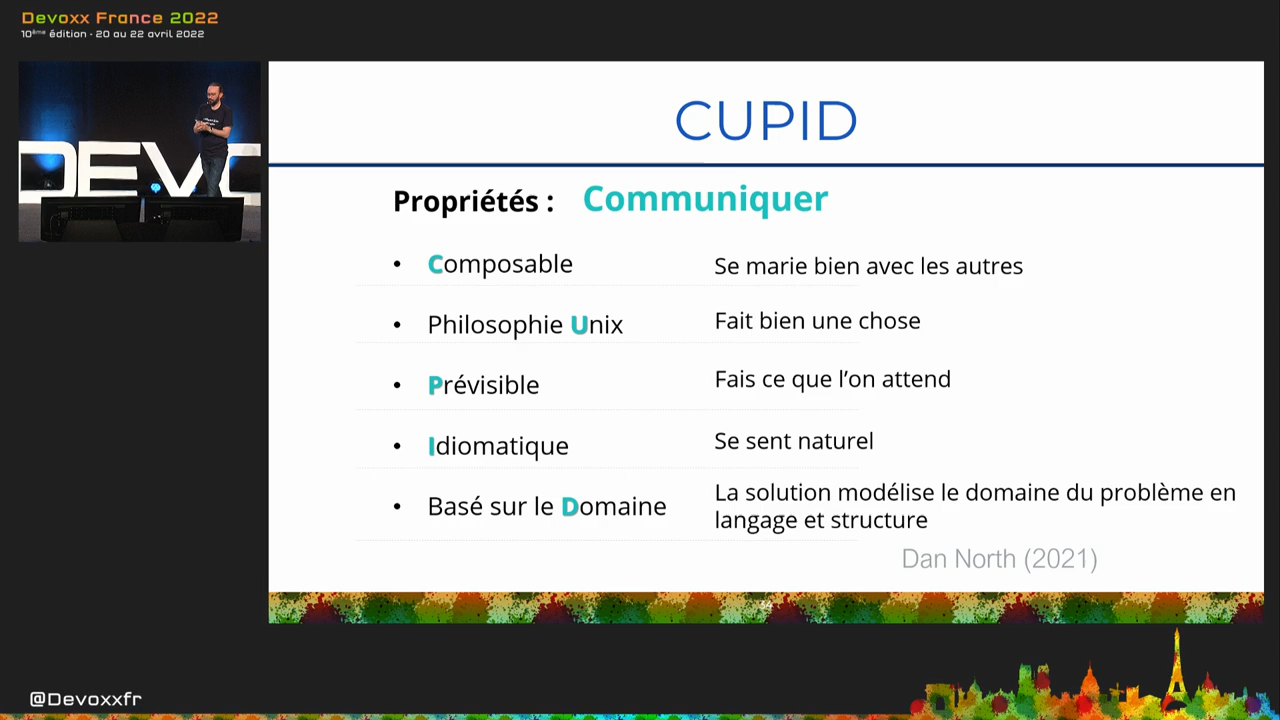 Devoxx France 2022
10ème édition - 20 au 22 avril 2022
DEV
CUPID
Propriétés : Communiquer
• Composable
Se marie bien avec les autres
• Philosophie Unix
Fait bien une chose
• Prévisible
Fais ce que l’on attend
• Idiomatique
Se sent naturel
• Basé sur le Domaine
La solution modélise le domaine du problème en
langage et structure
Dan North (2021)
@Devoxxfr